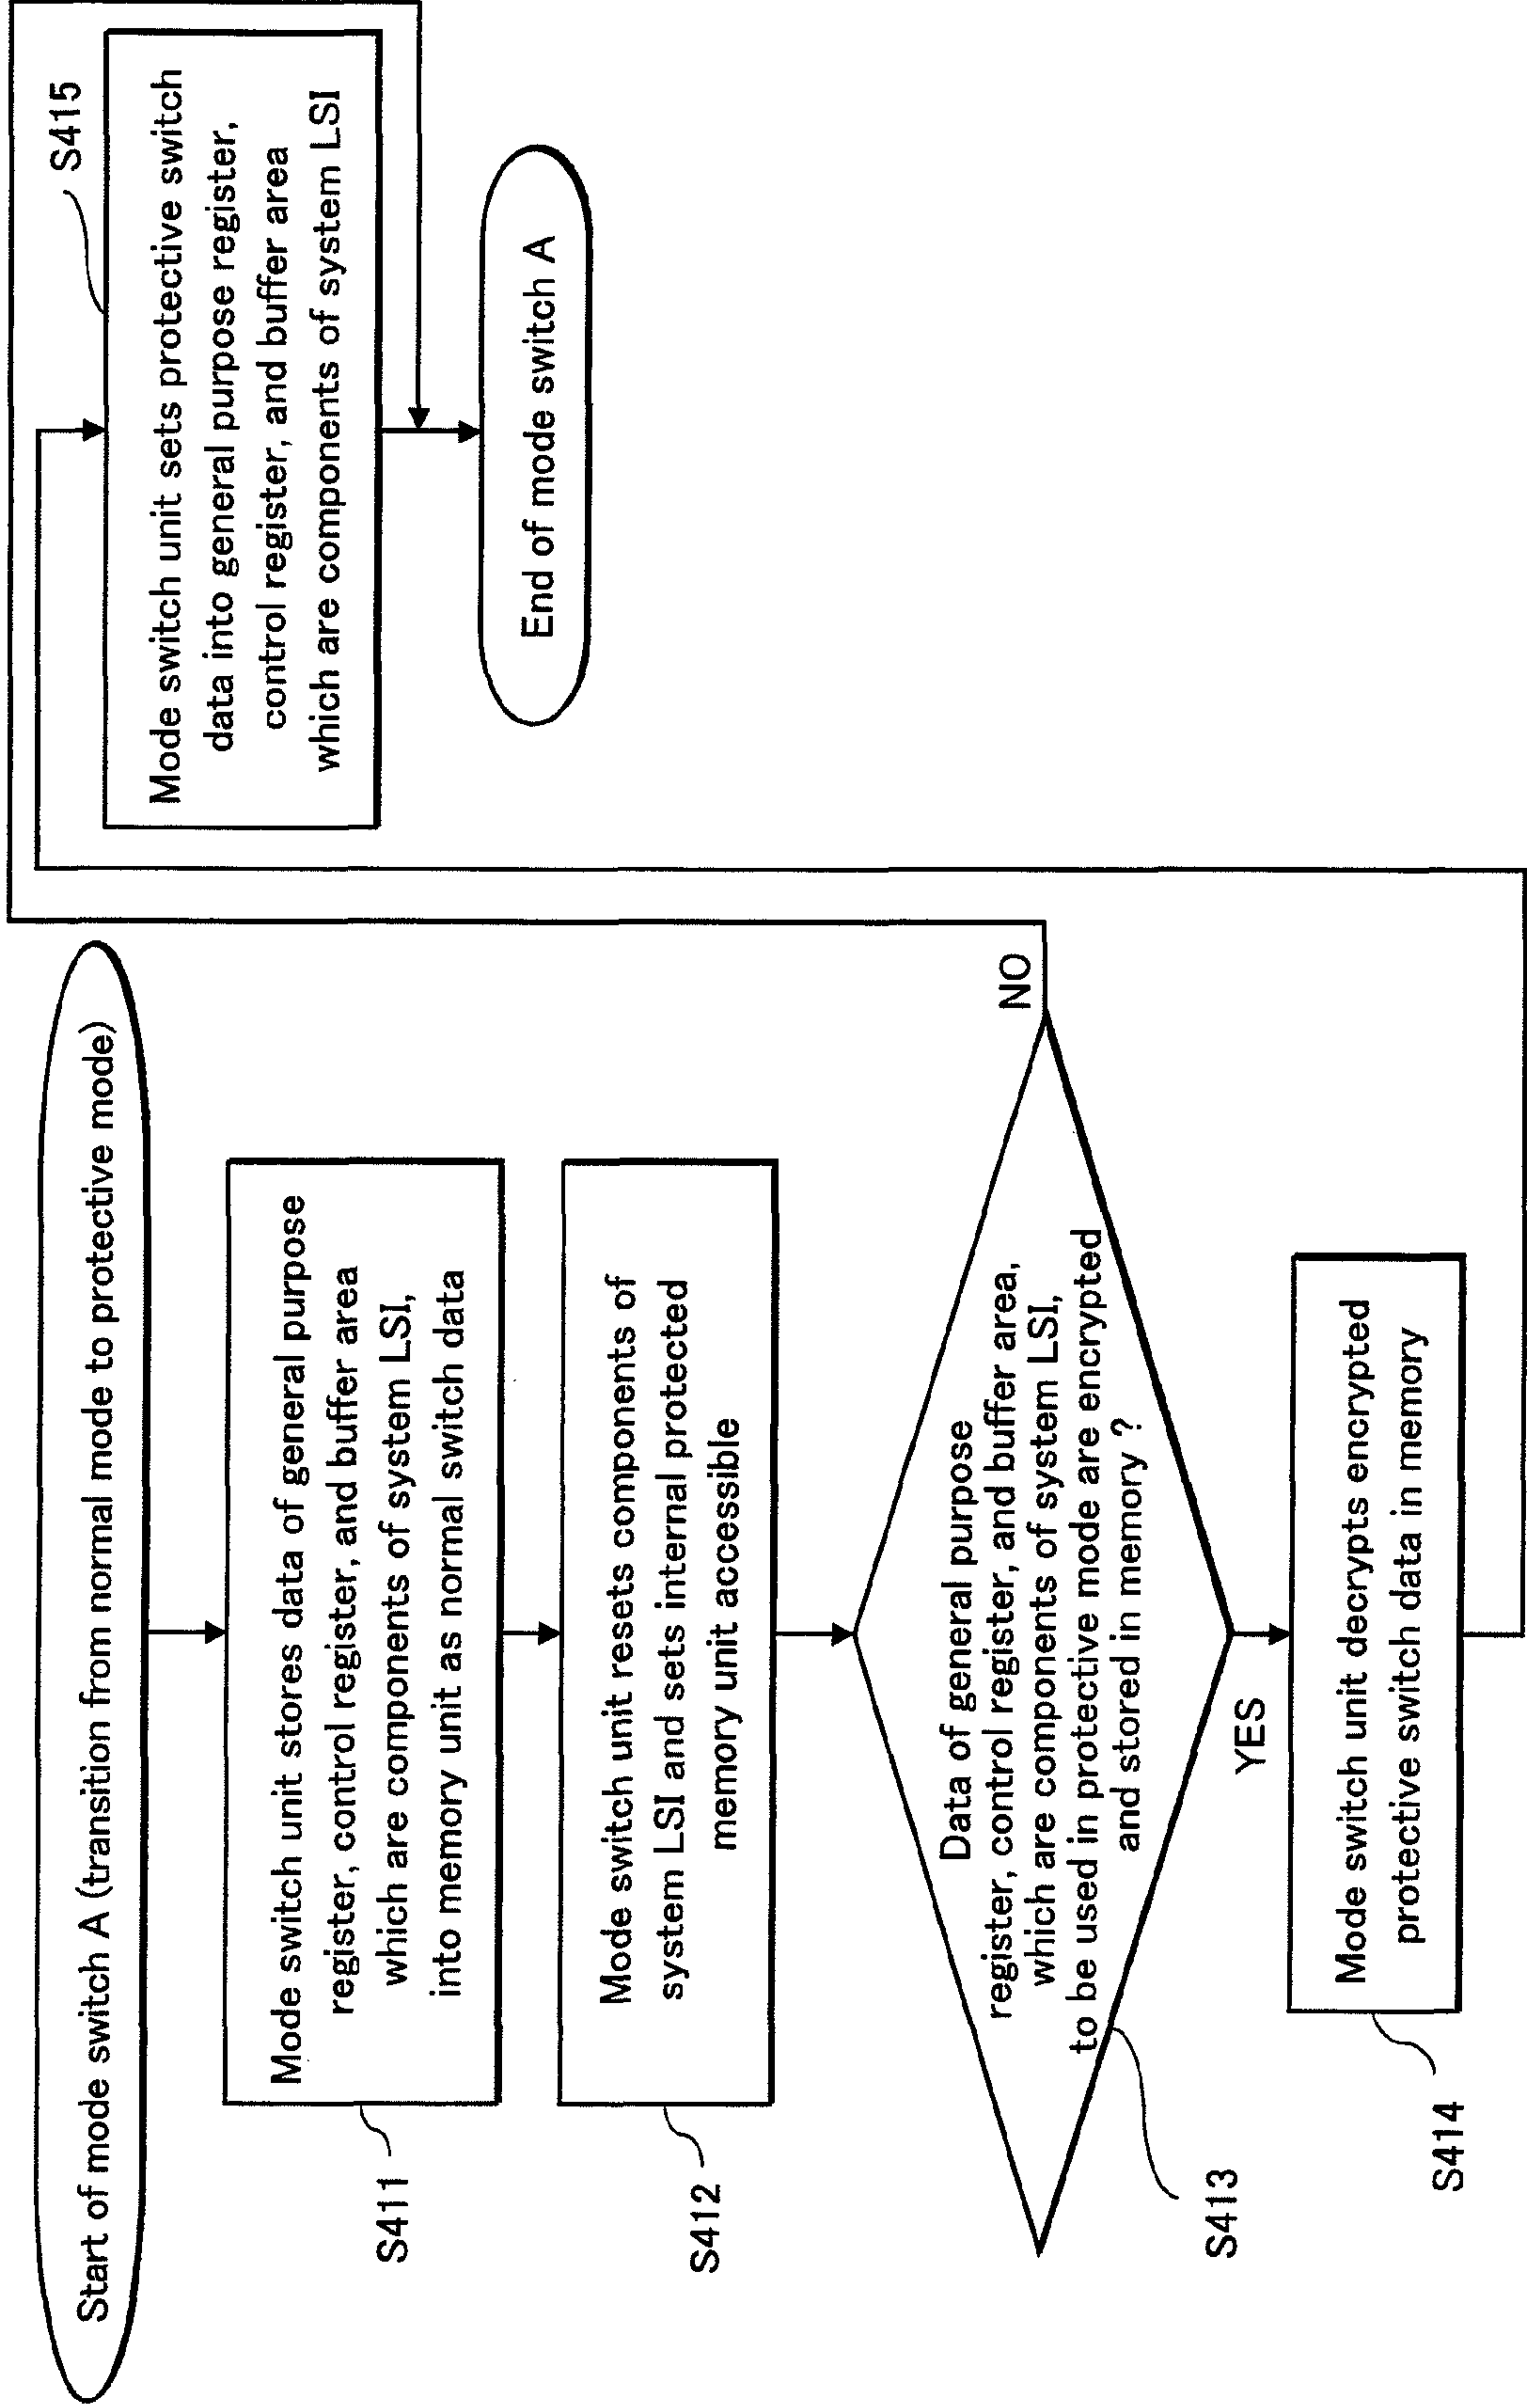 Start of mode switch A (transition from normal mode to protective mode)
S411
Mode switch unit stores data of general purpose
register, control register, and buffer area
which are components of system LSI,
into memory unit as normal switch data
S412
Mode switch unit resets components of
system LSI and sets internal protected
memory unit accessible
S413
Data of general purpose
register, control register, and buffer area,
which are components of system LSI,
to be used in protective mode are encrypted
and stored in memory ?
NO
YES
S414
Mode switch unit decrypts encrypted
protective switch data in memory
S415
Mode switch unit sets protective switch
data into general purpose register,
control register, and buffer area
which are components of system LSI
End of mode switch A